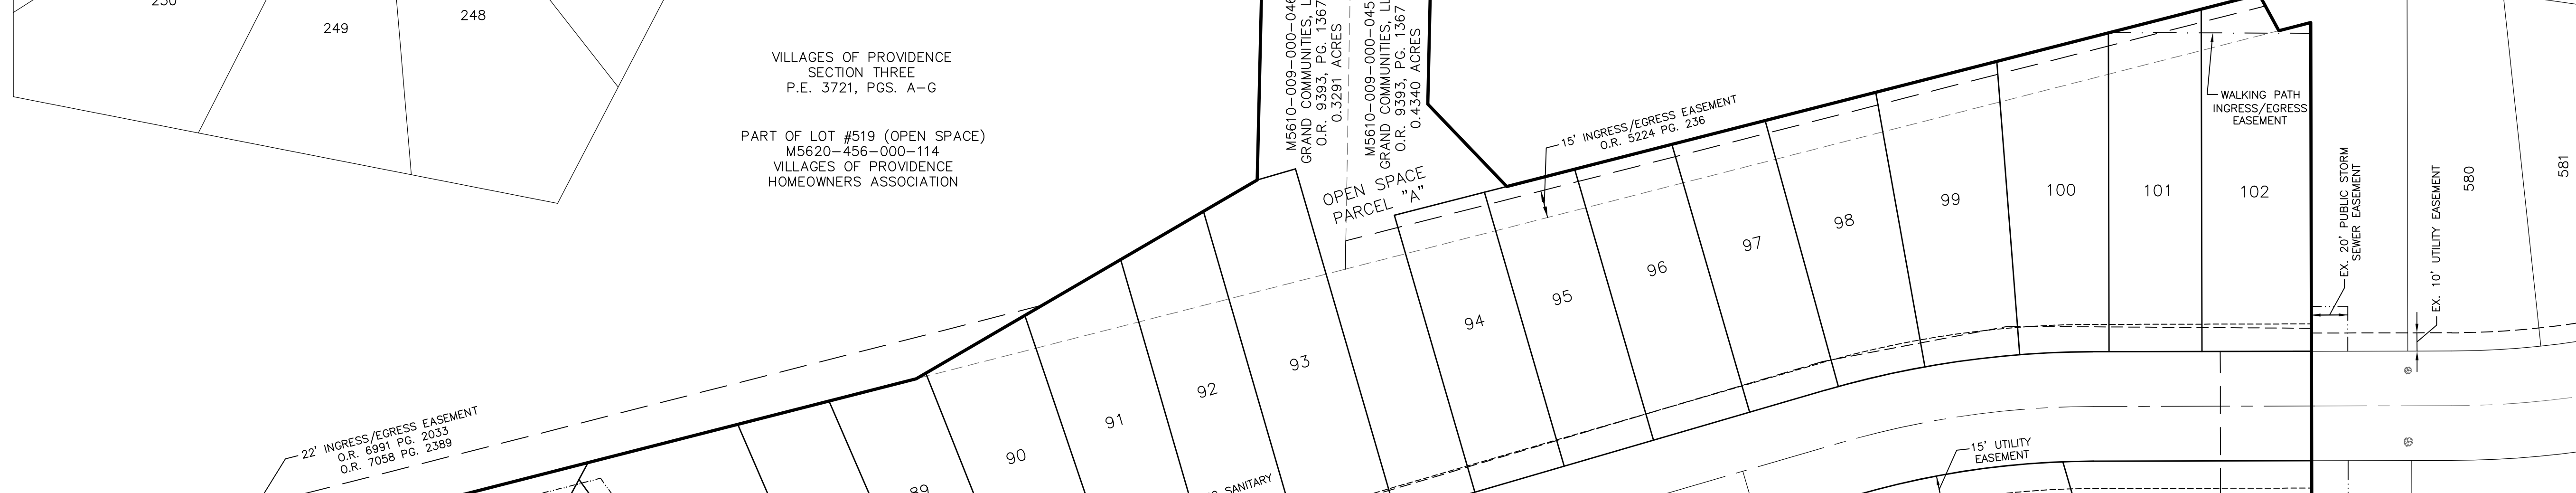 249
248
VILLAGES OF PROVIDENCE
SECTION THREE
P.E. 3721, PGS. A-G
PART OF LOT #519 (OPEN SPACE)
M5620-456-000-114
VILLAGES OF PROVIDENCE
HOMEOWNERS ASSOCIATION
M5610-009-000-046
GRAND COMMUNITIES,
O.R. 9393, PG. 1367
0.3291 ACRES
M5610-009-000-045
GRAND COMMUNITIES,
O.R. 9393, PG. 1367
0.4340 ACRES
OPEN SPACE
PARCEL "A"
15' INGRESS/EGRESS EASEMENT
O.R. 5224 PG. 236
WALKING PATH
INGRESS/EGRESS
EASEMENT
EX. 20' PUBLIC STORM
SEWER EASEMENT
EX. 10' UTILITY EASEMENT
580
581
102
101
100
99
98
97
96
95
94
93
92
91
90
89
22' INGRESS/EGRESS EASEMENT
O.R. 6991 PG. 2033
O.R. 7058 PG. 2389
SANITARY
15' UTILITY
EASEMENT